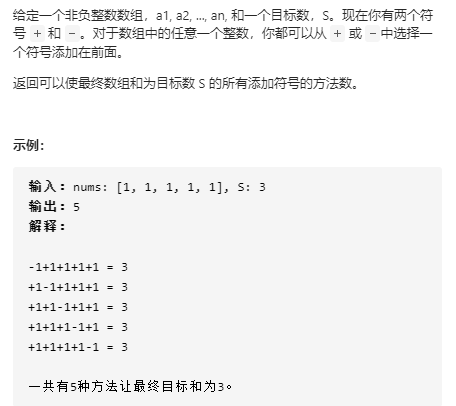 给定一个非负整数数组，a1, a2, ..., an, 和一个目标数，S。现在你有两个符
号 + 和 -。对于数组中的任意一个整数，你都可以从 + 或 -中选择一
个符号添加在前面。
返回可以使最终数组和为目标数 S 的所有添加符号的方法数。
示例:
输入: nums: [1, 1, 1, 1, 1], S: 3
输出: 5
解释:
-1+1+1+1+1 = 3
+1-1+1+1+1 = 3
+1+1-1+1+1 = 3
+1+1+1-1+1 = 3
+1+1+1+1-1 = 3
一共有5种方法让最终目标和为3。